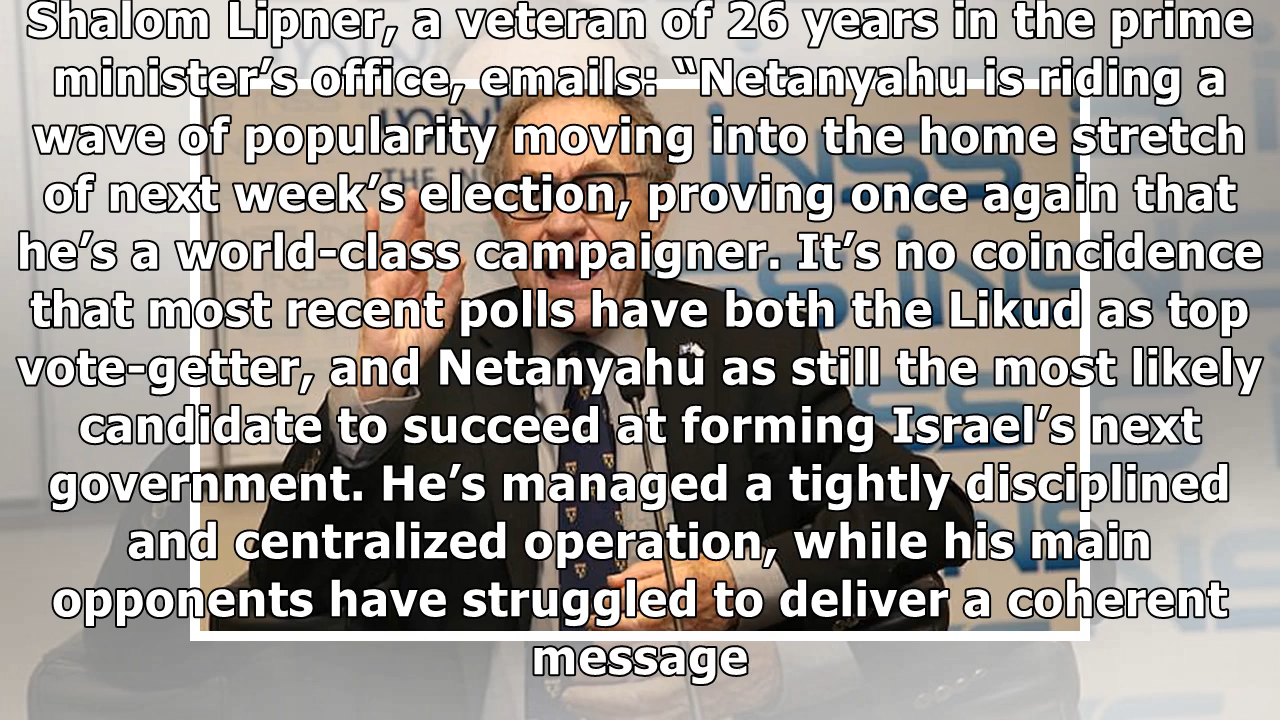 Shalom Lipner, a veteran of 26 years in the prime
minister’s office, emails: “Netanyahu is riding a
wave of popularity moving into the home stretch
of next week’s election, proving once again that
he’s a world-class campaigner. It’s no coincidence
that most recent polls have both the Likud as top
vote-getter, and Netanyahu as still the most likely
candidate to succeed at forming Israel’s next
government. He’s managed a tightly disciplined
and centralized operation, while his main
opponents have struggled to deliver a coherent
message
THE INS
INSS
INSS